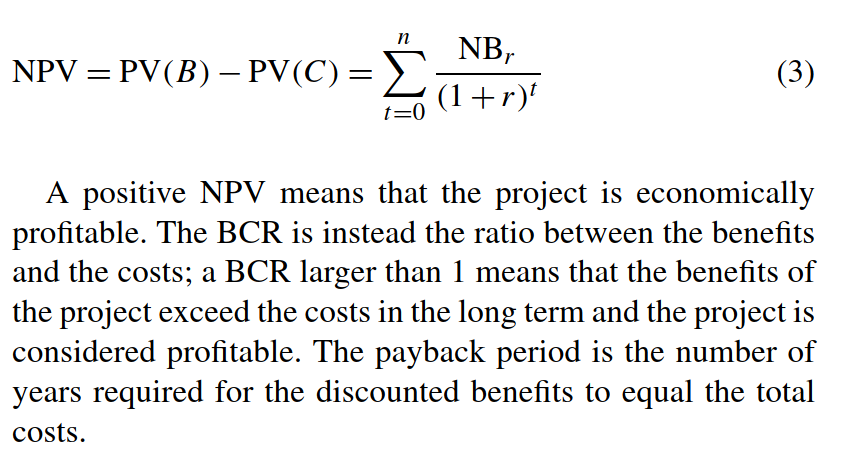 NPV = PV(B) − PV(C) = ∑_{t=0}^{n} NB_r / (1 + r)^t (3)
A positive NPV means that the project is economically
profitable. The BCR is instead the ratio between the benefits
and the costs; a BCR larger than 1 means that the benefits of
the project exceed the costs in the long term and the project is
considered profitable. The payback period is the number of
years required for the discounted benefits to equal the total
costs.